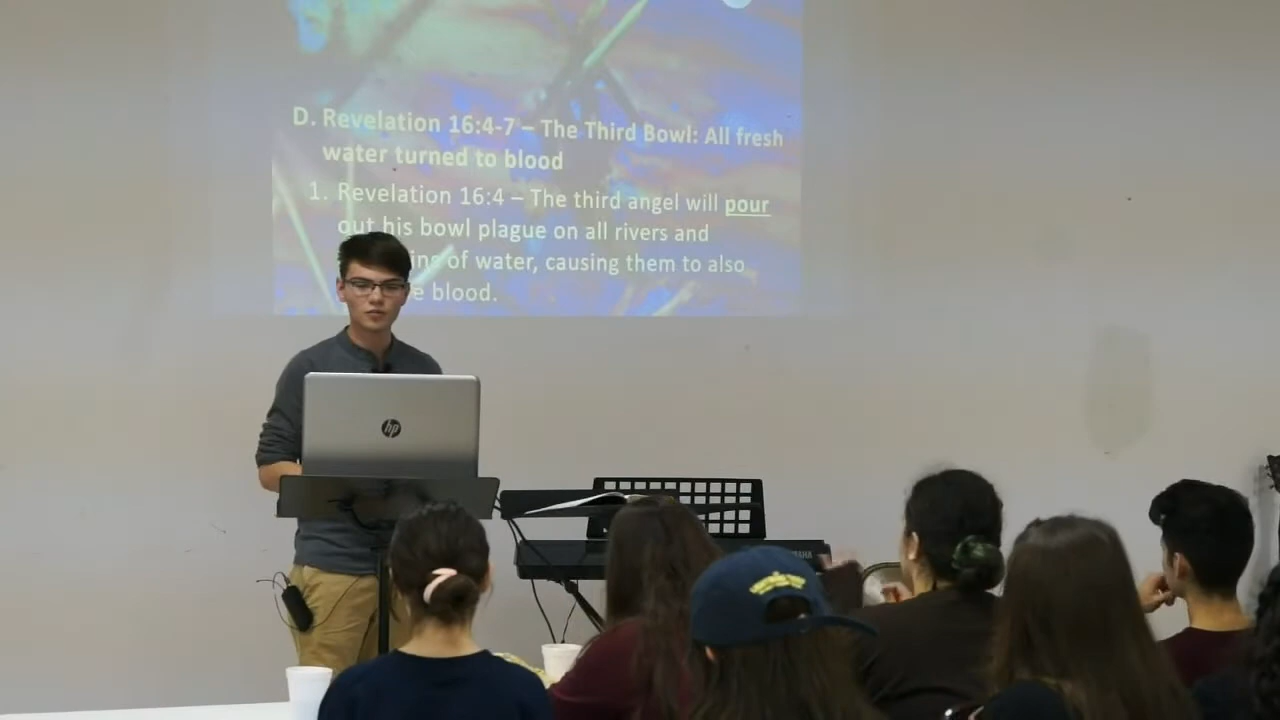 D. Revelation 16:4-7 – The Third Bowl: All fresh
water turned to blood
1. Revelation 16:4 – The third angel will pour
out his bowl plague on all rivers and
of water, causing them to also
blood.
hp
YAMAHA